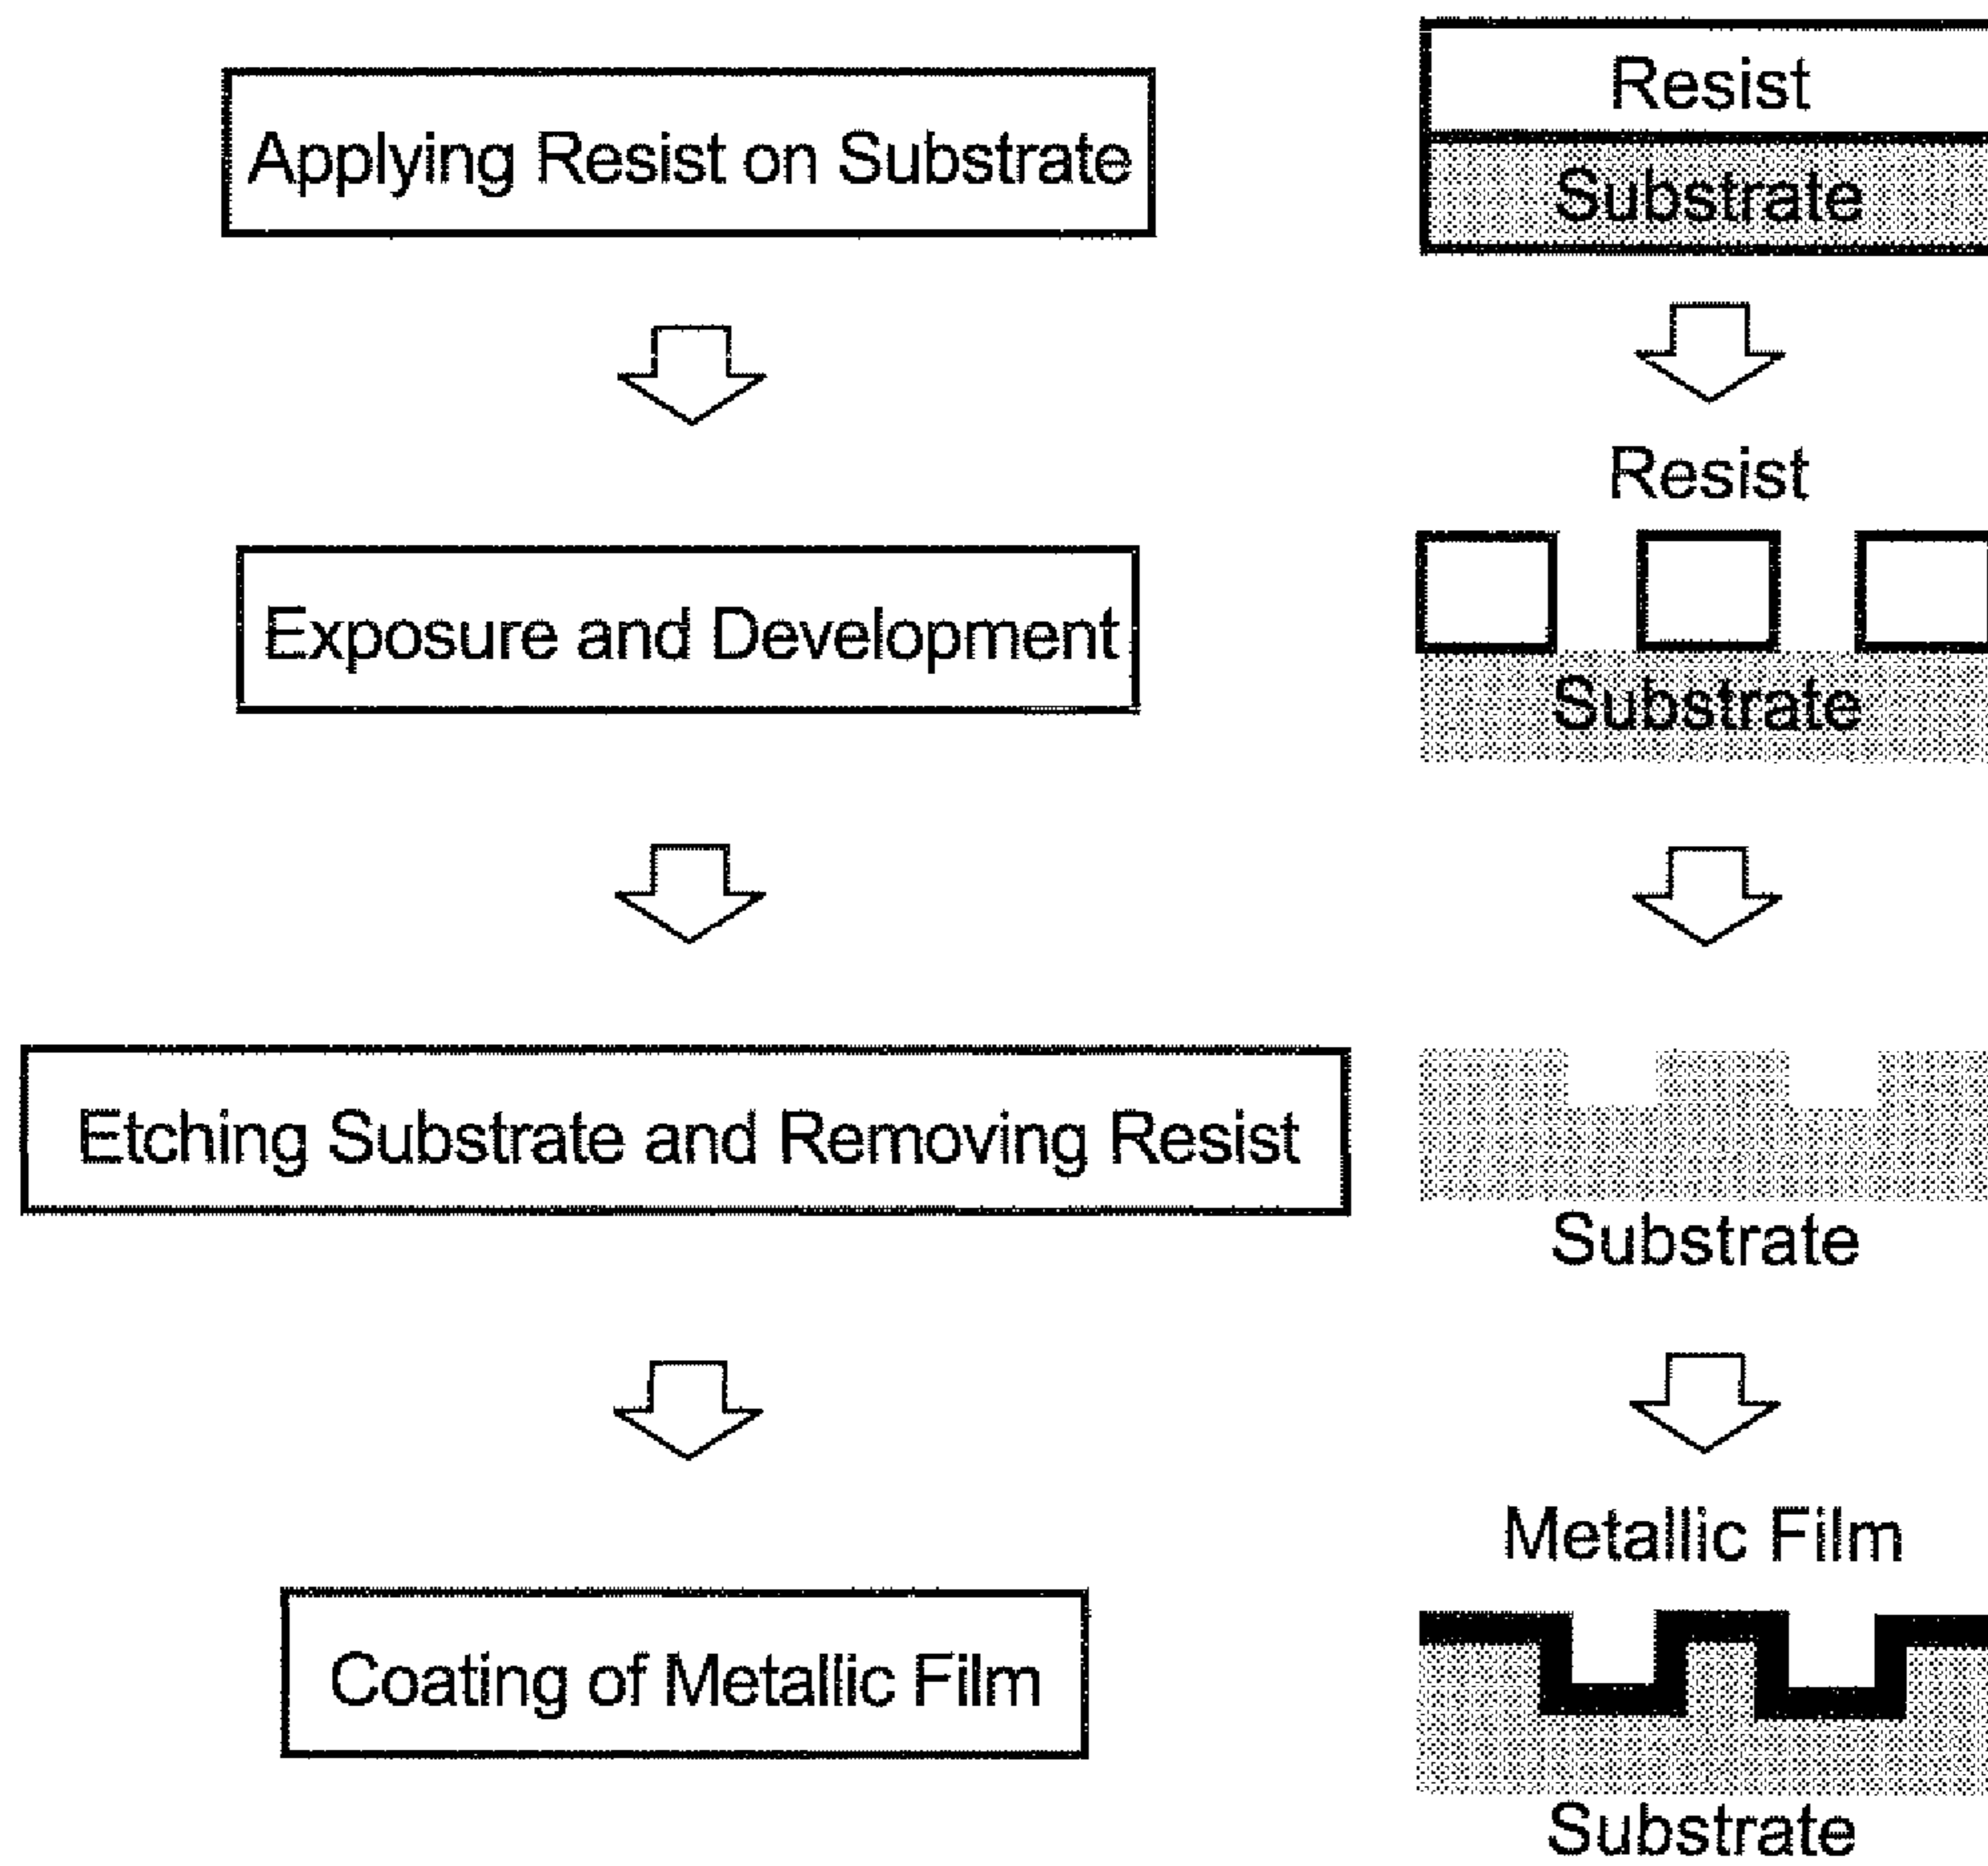 Applying Resist on Substrate
Resist
Substrate
Exposure and Development
Resist
Substrate
Etching Substrate and Removing Resist
Substrate
Coating of Metallic Film
Metallic Film
Substrate